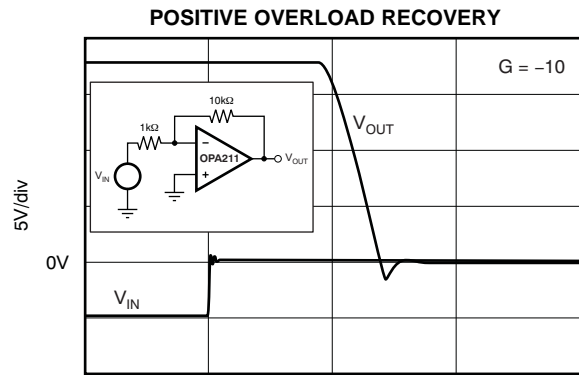 POSITIVE OVERLOAD RECOVERY
G = −10
10kΩ
1kΩ
V_OUT
OPA211
V_OUT
V_IN
−
+
5V/div
0V
V_IN